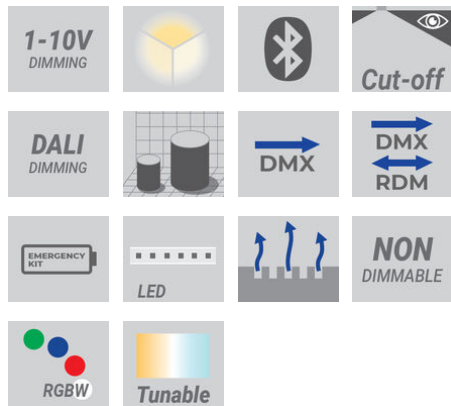 1-10V
DIMMING
Cut-off
DALI
DIMMING
DMX
DMX
RDM
EMERGENCY
KIT
LED
NON
DIMMABLE
RGBW
Tunable